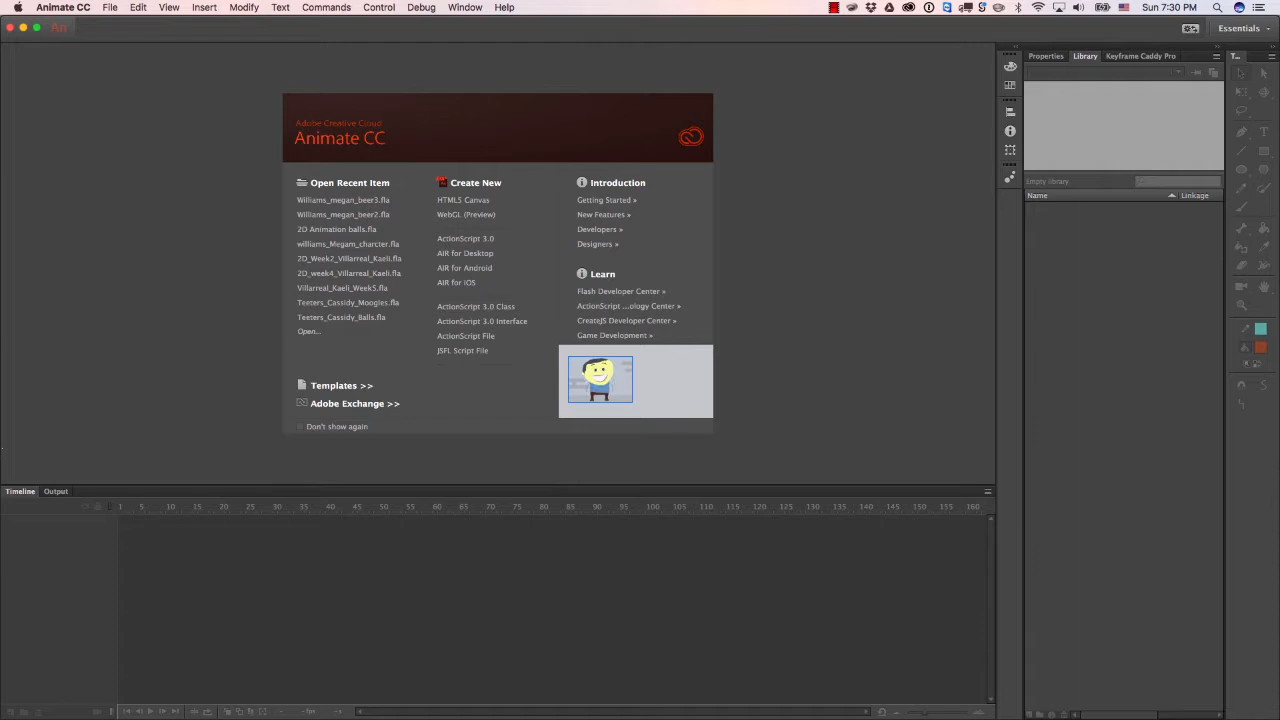 Animate CC File Edit View Insert Modify Text Commands Control Debug Window Help Sun 7:30 PM
An Essentials
Properties Library Keyframe Caddy Pro T...
Adobe Creative Cloud
Animate CC
Empty library
Name Linkage
Open Recent Item
Williams_megan_beer3.fla
Williams_megan_beer2.fla
2D Animation balls.fla
williams_Megam_charcter.fla
2D_Week2_Villarreal_Kaeli.fla
2D_week4_Villarreal_Kaeli.fla
Villarreal_Kaeli_Week5.fla
Teeters_Cassidy_Moogles.fla
Teeters_Cassidy_Balls.fla
Open...
Create New
HTML5 Canvas
WebGL (Preview)
ActionScript 3.0
AIR for Desktop
AIR for Android
AIR for iOS
ActionScript 3.0 Class
ActionScript 3.0 Interface
ActionScript File
JSFL Script File
Introduction
Getting Started »
New Features »
Developers »
Designers »
Learn
Flash Developer Center »
ActionScript ...ology Center »
CreateJS Developer Center »
Game Development »
Templates >>
Adobe Exchange >>
Don't show again
Timeline Output
1 5 10 15 20 25 30 35 40 45 50 55 60 65 70 75 80 85 90 95 100 105 110 115 120 125 130 135 140 145 150 155 160
fps